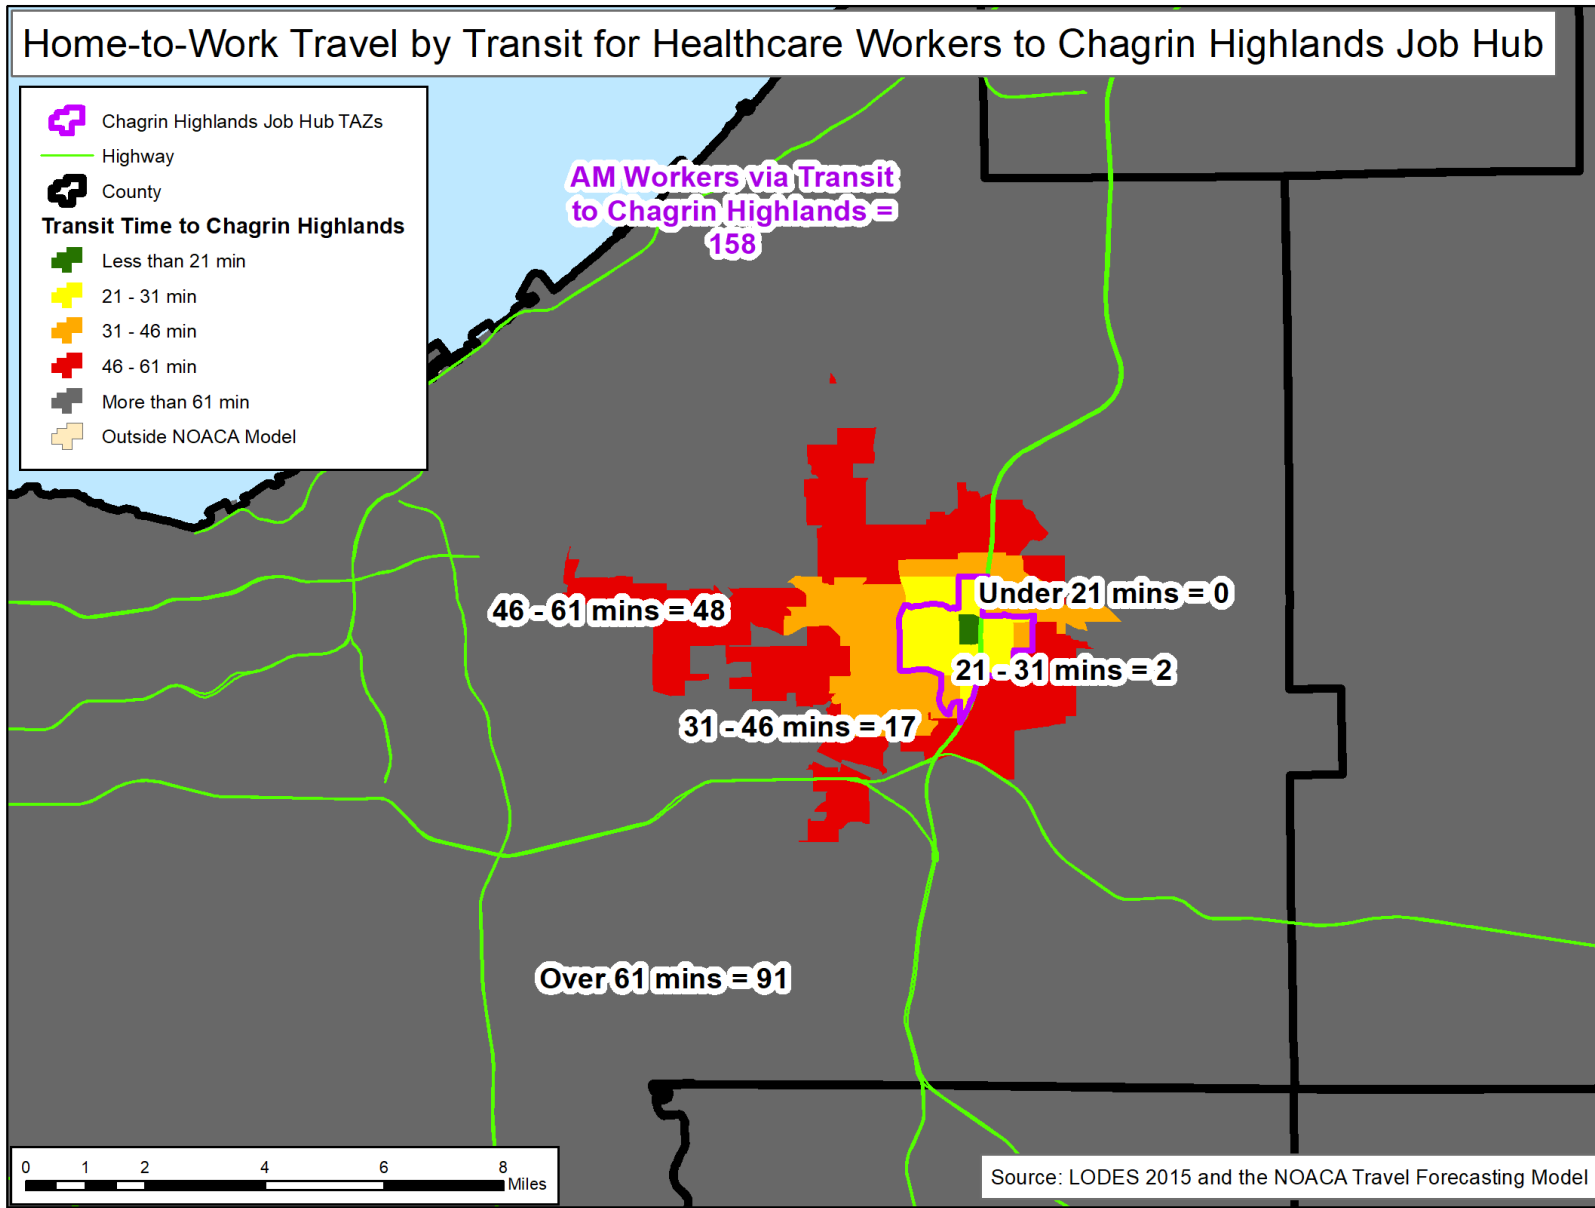 Home-to-Work Travel by Transit for Healthcare Workers to Chagrin Highlands Job Hub
Chagrin Highlands Job Hub TAZs
Highway
County
Transit Time to Chagrin Highlands
Less than 21 min
21 - 31 min
31 - 46 min
46 - 61 min
More than 61 min
Outside NOACA Model
AM Workers via Transit
to Chagrin Highlands =
158
Under 21 mins = 0
46 - 61 mins = 48
21 - 31 mins = 2
31 - 46 mins = 17
Over 61 mins = 91
0 1 2 4 6 8
Miles
Source: LODES 2015 and the NOACA Travel Forecasting Model